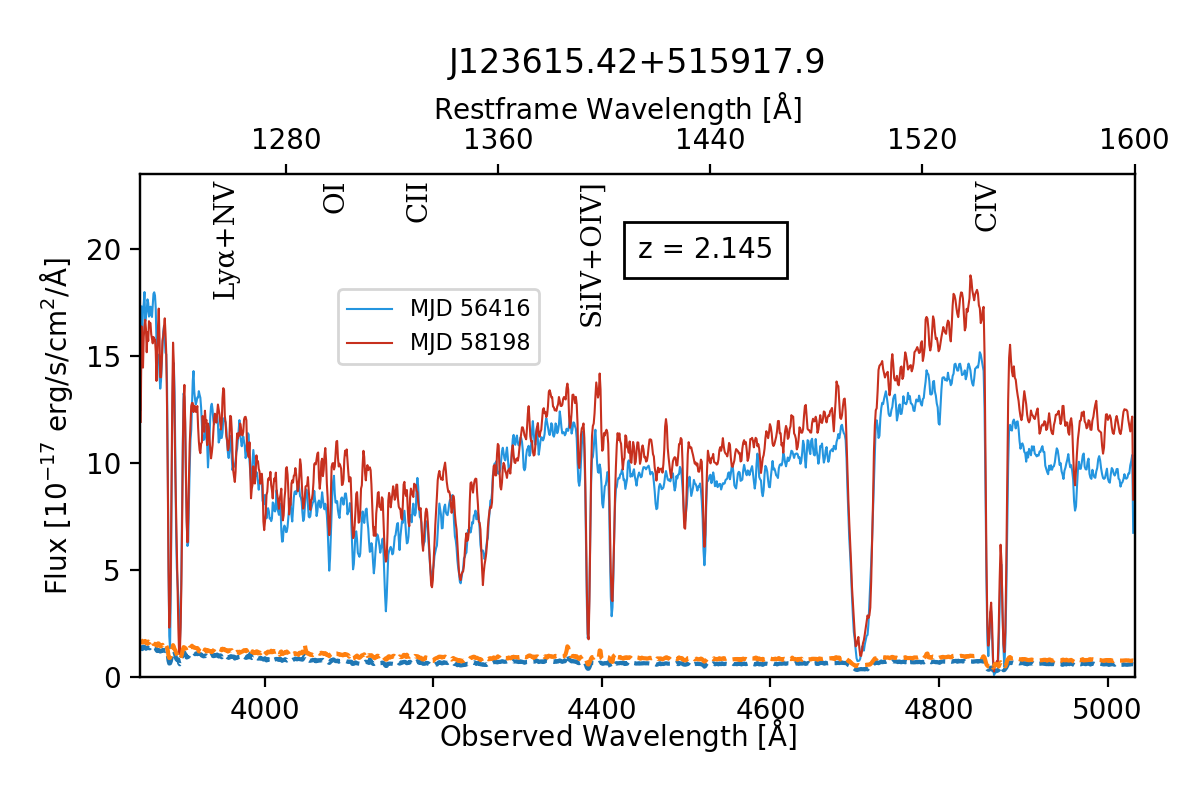 J123615.42+515917.9
Restframe Wavelength [Å]
1280 1360 1440 1520 1600
Lyα+NV
OI
CII
SiIV+OIV]
CIV
z = 2.145
MJD 56416
MJD 58198
Flux [10⁻¹⁷ erg/s/cm²/Å]
20
15
10
5
0
4000 4200 4400 4600 4800 5000
Observed Wavelength [Å]